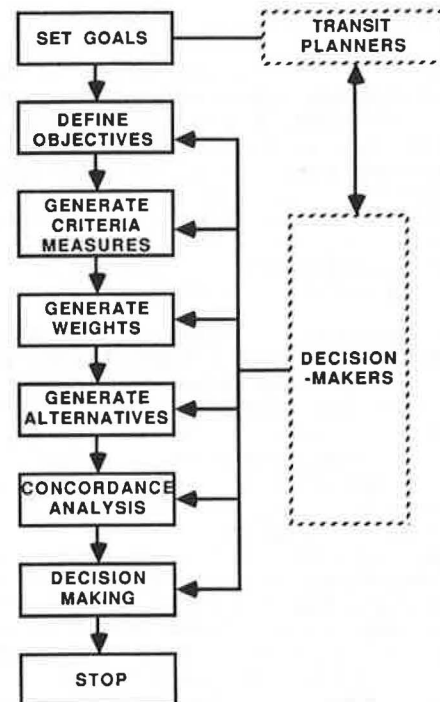 SET GOALS
TRANSIT
PLANNERS
DEFINE
OBJECTIVES
GENERATE
CRITERIA
MEASURES
GENERATE
WEIGHTS
DECISION
-MAKERS
GENERATE
ALTERNATIVES
CONCORDANCE
ANALYSIS
DECISION
MAKING
STOP